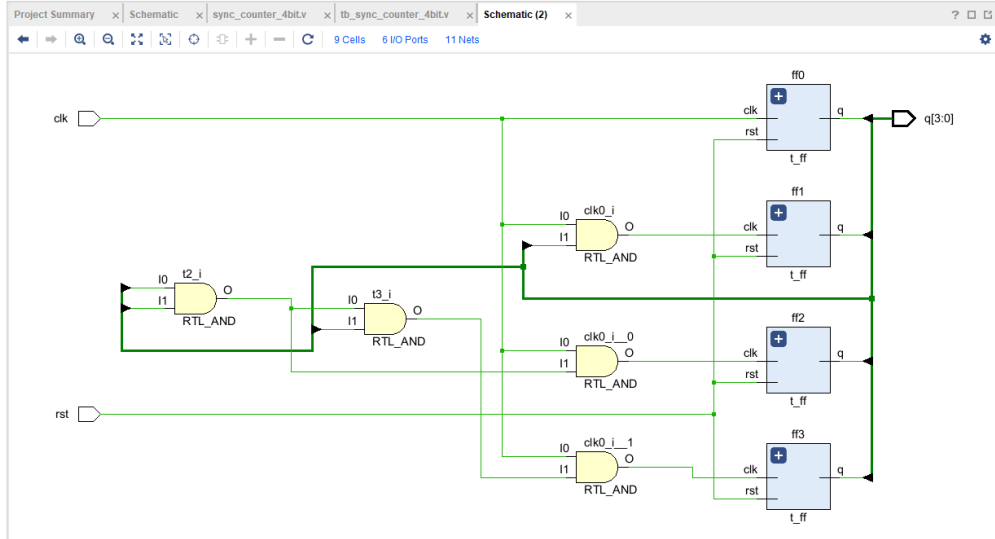 Project Summary × Schematic × sync_counter_4bit.v × tb_sync_counter_4bit.v × Schematic (2) × ?
9 Cells 6 I/O Ports 11 Nets
ff0
clk
clk
q
q[3:0]
rst
t_ff
ff1
clk0_i
I0
O
clk
q
I1
rst
RTL_AND
t_ff
t2_i
I0
O
t3_i
I1
I0
O
RTL_AND
I1
RTL_AND
ff2
clk0_i__0
I0
O
clk
q
I1
rst
RTL_AND
t_ff
rst
ff3
clk0_i__1
I0
O
clk
q
I1
rst
RTL_AND
t_ff